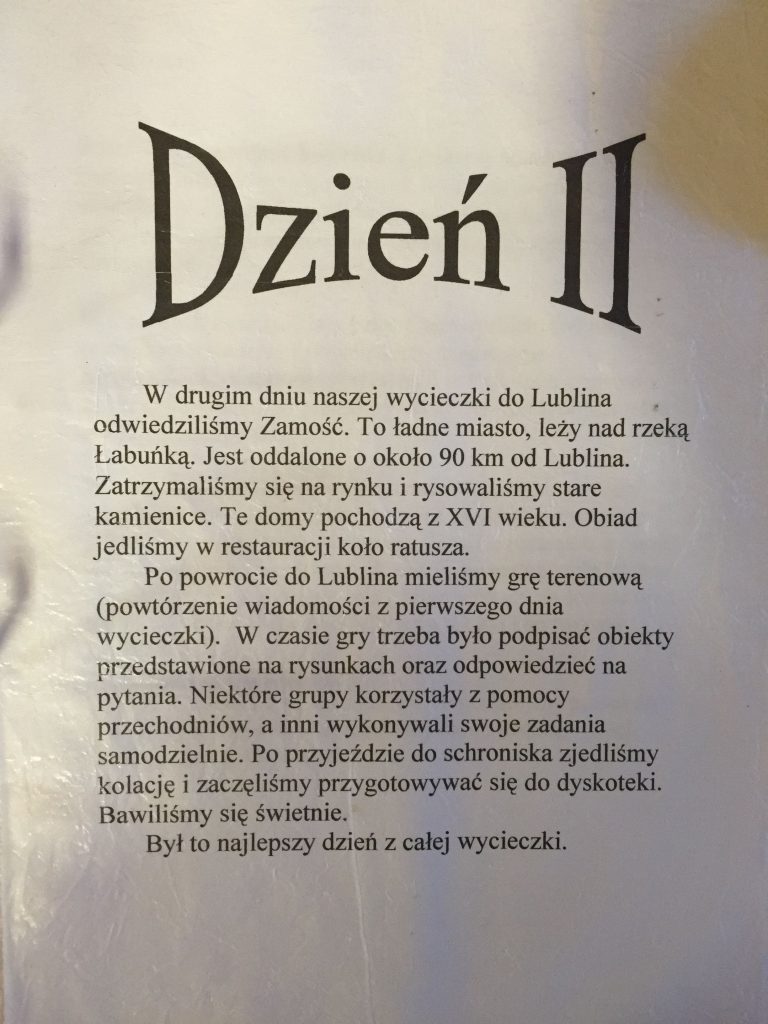 Dzień II
W drugim dniu naszej wycieczki do Lublina
odwiedziliśmy Zamość. To ładne miasto, leży nad rzeką
Łabuńką. Jest oddalone o około 90 km od Lublina.
Zatrzymaliśmy się na rynku i rysowaliśmy stare
kamienice. Te domy pochodzą z XVI wieku. Obiad
jedliśmy w restauracji koło ratusza.
Po powrocie do Lublina mieliśmy grę terenową
(powtórzenie wiadomości z pierwszego dnia
wycieczki).  W czasie gry trzeba było podpisać obiekty
przedstawione na rysunkach oraz odpowiedzieć na
pytania. Niektóre grupy korzystały z pomocy
przechodniów, a inni wykonywali swoje zadania
samodzielnie. Po przyjeździe do schroniska zjedliśmy
kolację i zaczęliśmy przygotowywać się do dyskoteki.
Bawiliśmy się świetnie.
Był to najlepszy dzień z całej wycieczki.